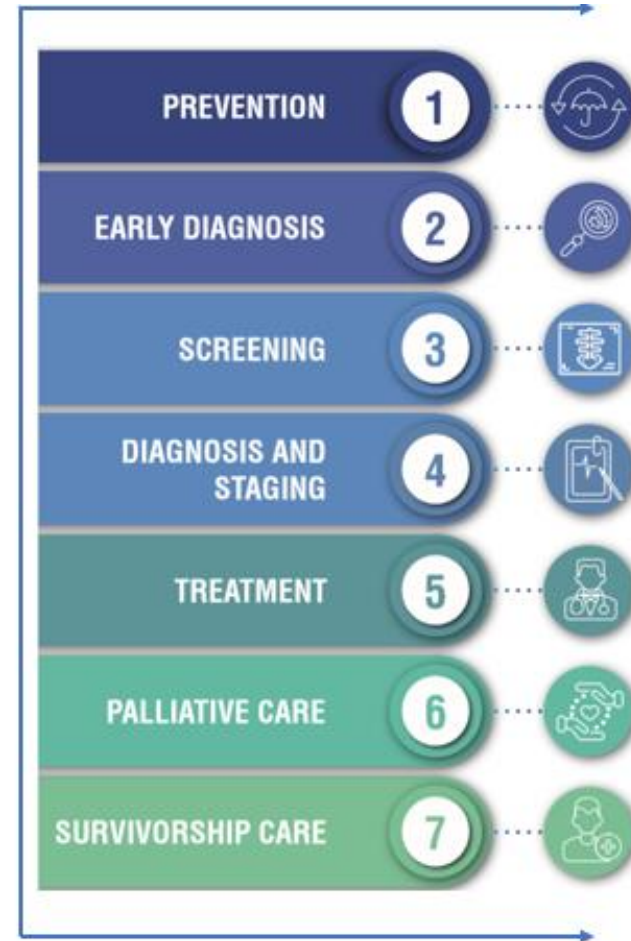 PREVENTION 1
EARLY DIAGNOSIS 2
SCREENING 3
DIAGNOSIS AND
STAGING 4
TREATMENT 5
PALLIATIVE CARE 6
SURVIVORSHIP CARE 7